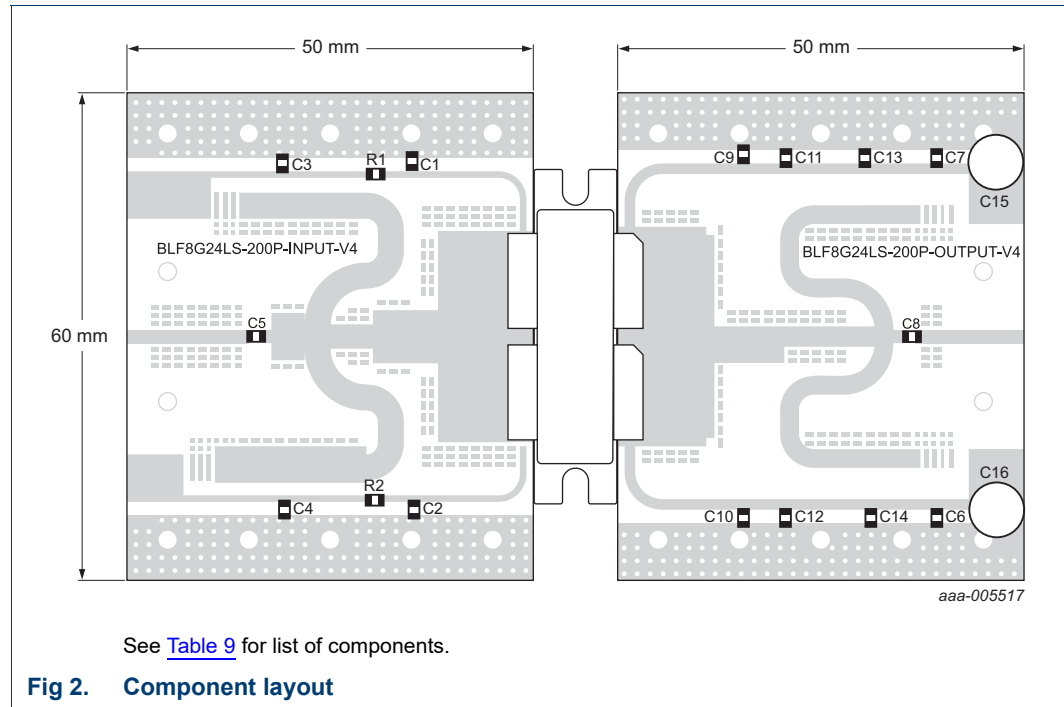 50 mm 50 mm
C3 R1 C1 C9 C11 C13 C7
C15
BLF8G24LS-200P-INPUT-V4 BLF8G24LS-200P-OUTPUT-V4
60 mm C5 C8
C16
R2
C4 C2 C10 C12 C14 C6
aaa-005517
See Table 9 for list of components.
Fig 2. Component layout